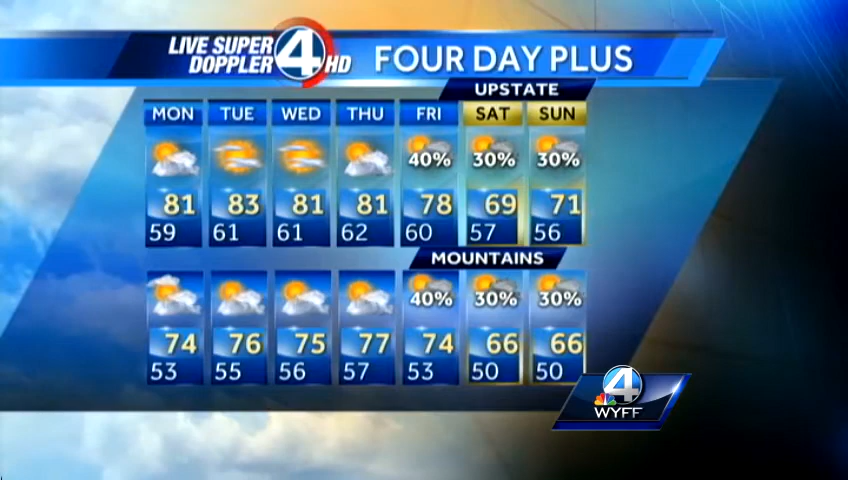 LIVE SUPER
DOPPLER 4 HD
FOUR DAY PLUS
UPSTATE
MON TUE WED THU FRI SAT SUN
40% 30% 30%
81 83 81 81 78 69 71
59 61 61 62 60 57 56
MOUNTAINS
40% 30% 30%
74 76 75 77 74 66 66
53 55 56 57 53 50 50
4
WYFF